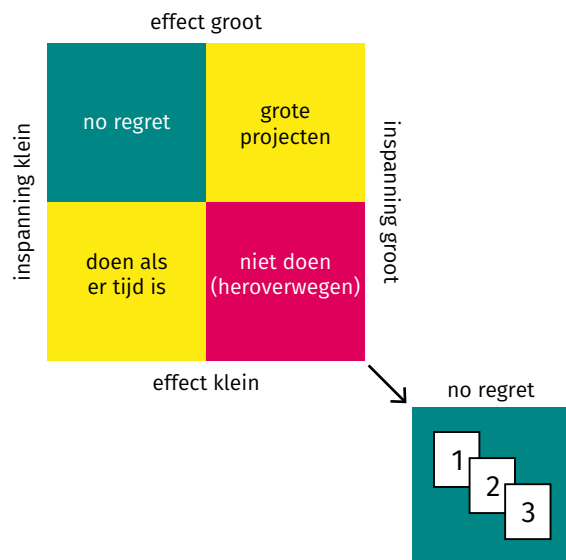 effect groot
inspanning klein
no regret
grote
projecten
inspanning groot
doen als
er tijd is
niet doen
(heroverwegen)
effect klein
no regret
1
2
3